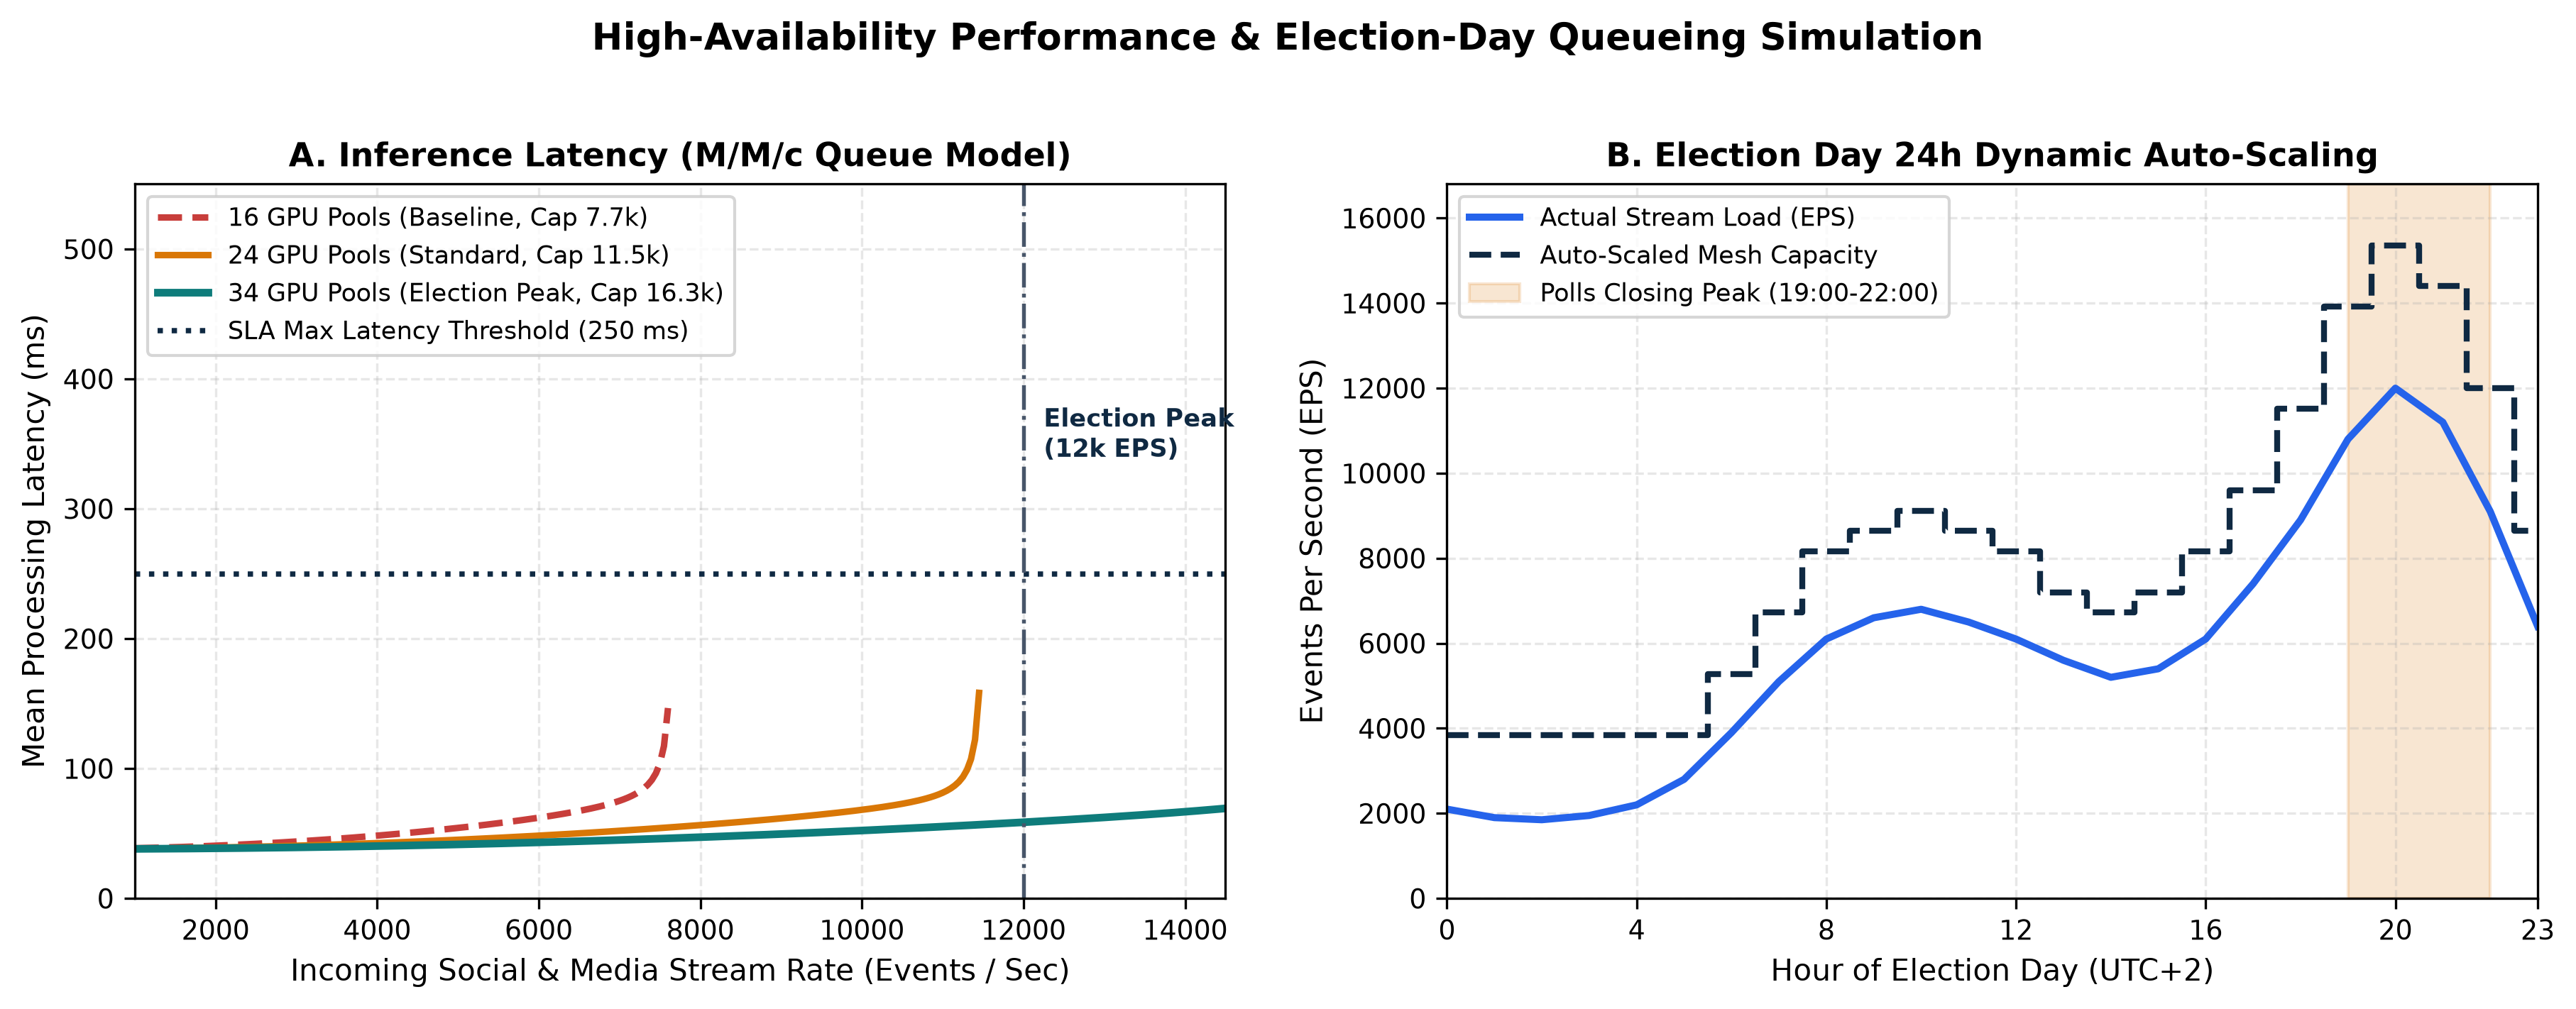 High-Availability Performance & Election-Day Queueing Simulation
A. Inference Latency (M/M/c Queue Model)
Mean Processing Latency (ms)
500
400
300
200
100
0
16 GPU Pools (Baseline, Cap 7.7k)
24 GPU Pools (Standard, Cap 11.5k)
34 GPU Pools (Election Peak, Cap 16.3k)
SLA Max Latency Threshold (250 ms)
Election Peak
(12k EPS)
2000 4000 6000 8000 10000 12000 14000
Incoming Social & Media Stream Rate (Events / Sec)
B. Election Day 24h Dynamic Auto-Scaling
Events Per Second (EPS)
16000
14000
12000
10000
8000
6000
4000
2000
0
Actual Stream Load (EPS)
Auto-Scaled Mesh Capacity
Polls Closing Peak (19:00-22:00)
0 4 8 12 16 20 23
Hour of Election Day (UTC+2)